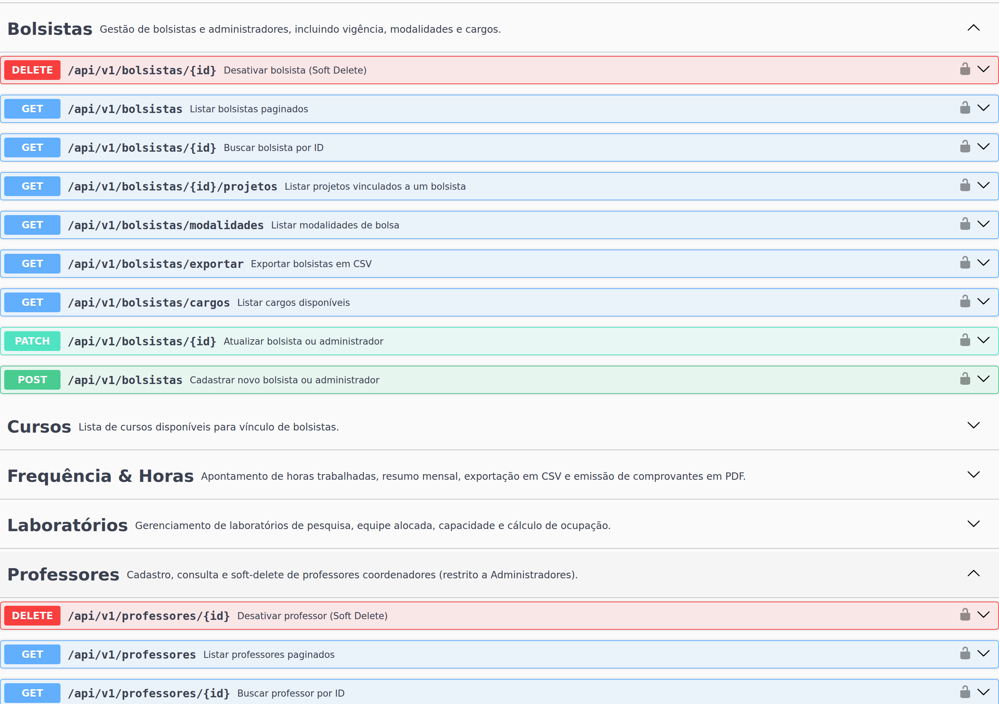 Bolsistas Gestão de bolsistas e administradores, incluindo vigência, modalidades e cargos.
DELETE /api/v1/bolsistas/{id} Desativar bolsista (Soft Delete)
GET /api/v1/bolsistas Listar bolsistas paginados
GET /api/v1/bolsistas/{id} Buscar bolsista por ID
GET /api/v1/bolsistas/{id}/projetos Listar projetos vinculados a um bolsista
GET /api/v1/bolsistas/modalidades Listar modalidades de bolsa
GET /api/v1/bolsistas/exportar Exportar bolsistas em CSV
GET /api/v1/bolsistas/cargos Listar cargos disponíveis
PATCH /api/v1/bolsistas/{id} Atualizar bolsista ou administrador
POST /api/v1/bolsistas Cadastrar novo bolsista ou administrador
Cursos Lista de cursos disponíveis para vínculo de bolsistas.
Frequência & Horas Apontamento de horas trabalhadas, resumo mensal, exportação em CSV e emissão de comprovantes em PDF.
Laboratórios Gerenciamento de laboratórios de pesquisa, equipe alocada, capacidade e cálculo de ocupação.
Professores Cadastro, consulta e soft-delete de professores coordenadores (restrito a Administradores).
DELETE /api/v1/professores/{id} Desativar professor (Soft Delete)
GET /api/v1/professores Listar professores paginados
GET /api/v1/professores/{id} Buscar professor por ID